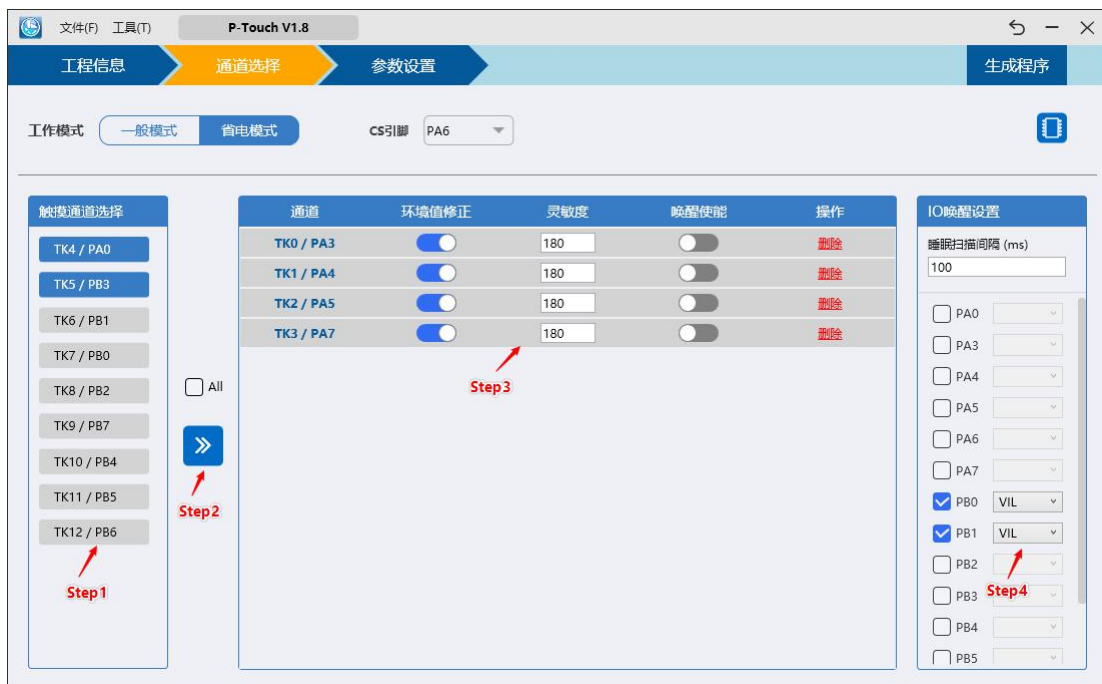 文件(F) 工具(T) P-Touch V1.8
工程信息 通道选择 参数设置 生成程序
工作模式 一般模式 省电模式 CS引脚 PA6
触摸通道选择
TK4 / PA0
TK5 / PB3
TK6 / PB1
TK7 / PB0
TK8 / PB2
TK9 / PB7
TK10 / PB4
TK11 / PB5
TK12 / PB6
Step1
All
Step2
通道 环境值修正 灵敏度 唤醒使能 操作
TK0 / PA3 180 删除
TK1 / PA4 180 删除
TK2 / PA5 180 删除
TK3 / PA7 180 删除
Step3
IO唤醒设置
睡眠扫描间隔 (ms)
100
PA0
PA3
PA4
PA5
PA6
PA7
PB0 VIL
PB1 VIL
PB2
PB3 Step4
PB4
PB5